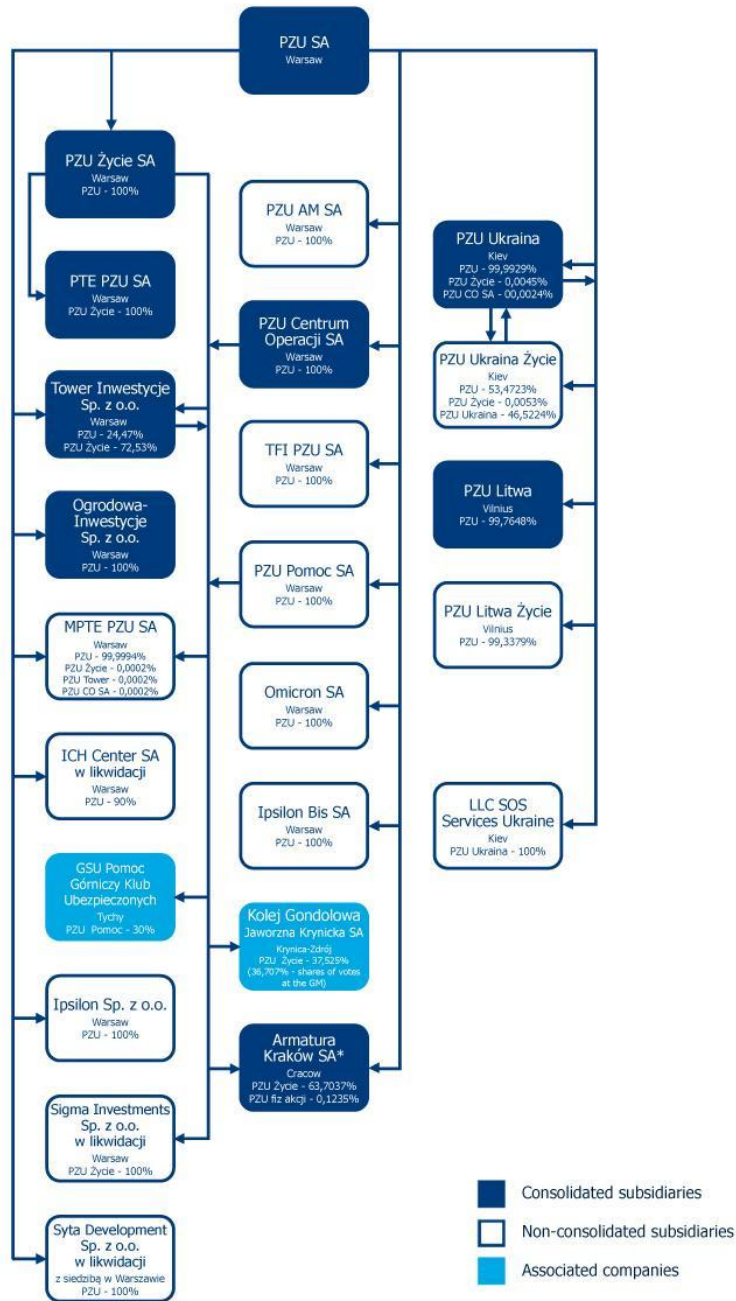 PZU SA
Warsaw
PZU Życie SA
Warsaw
PZU - 100%
PTE PZU SA
Warsaw
PZU Życie - 100%
Tower Inwestycje
Sp. z o.o.
Warsaw
PZU - 24,47%
PZU Życie - 72,53%
Ogrodowa-
Inwestycje
Sp. z o.o.
Warsaw
PZU - 100%
MPTE PZU SA
Warsaw
PZU - 99,9994%
PZU Życie - 0,0002%
PZU Tower - 0,0002%
PZU CO SA - 0,0002%
ICH Center SA
w likwidacji
Warsaw
PZU - 90%
GSU Pomoc
Górniczy Klub
Ubezpieczonych
Tychy
PZU Pomoc - 30%
Ipsilon Sp. z o.o.
Warsaw
PZU - 100%
Sigma Investments
Sp. z o.o.
w likwidacji
Warsaw
PZU Życie - 100%
Syta Development
Sp. z o.o.
w likwidacji
z siedzibą w Warszawie
PZU - 100%
PZU AM SA
Warsaw
PZU - 100%
PZU Centrum
Operacji SA
Warsaw
PZU - 100%
TFI PZU SA
Warsaw
PZU - 100%
PZU Pomoc SA
Warsaw
PZU - 100%
Omicron SA
Warsaw
PZU - 100%
Ipsilon Bis SA
Warsaw
PZU - 100%
Kolej Gondolowa
Jaworzna Krynicka SA
Krynica-Zdrój
PZU Życie - 37,525%
(36,707% - shares of votes
at the GM)
Armatura
Kraków SA*
Cracow
PZU Życie - 63,7037%
PZU fiz akcji - 0,1235%
PZU Ukraina
Kiev
PZU - 99,9929%
PZU Życie - 0,0045%
PZU CO SA - 00,0024%
PZU Ukraina Życie
Kiev
PZU - 53,4723%
PZU Życie - 0,0053%
PZU Ukraina - 46,5224%
PZU Litwa
Vilnius
PZU - 99,7648%
PZU Litwa Życie
Vilnius
PZU - 99,3379%
LLC SOS
Services Ukraine
Kiev
PZU Ukraina - 100%
Consolidated subsidiaries
Non-consolidated subsidiaries
Associated companies